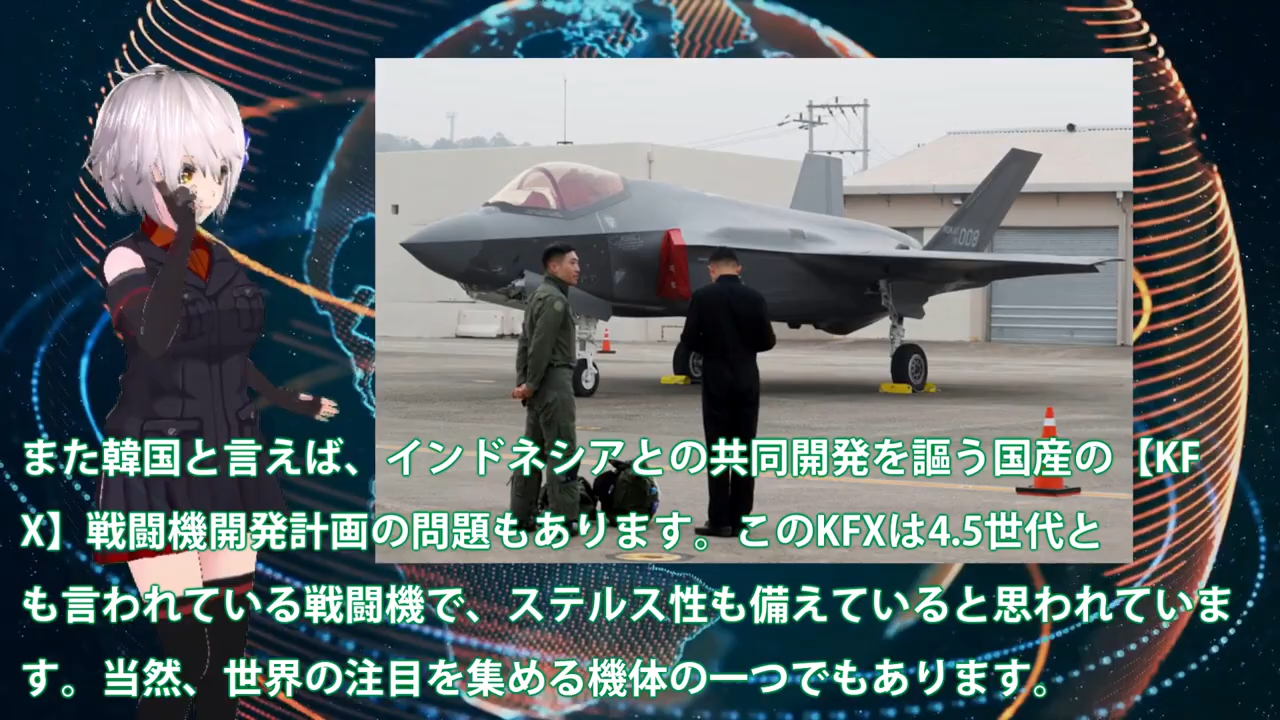 009
また韓国と言えば、インドネシアとの共同開発を謳う国産の【KF
X】戦闘機開発計画の問題もあります。このKFXは4.5世代と
も言われている戦闘機で、ステルス性も備えていると思われていま
す。当然、世界の注目を集める機体の一つでもあります。